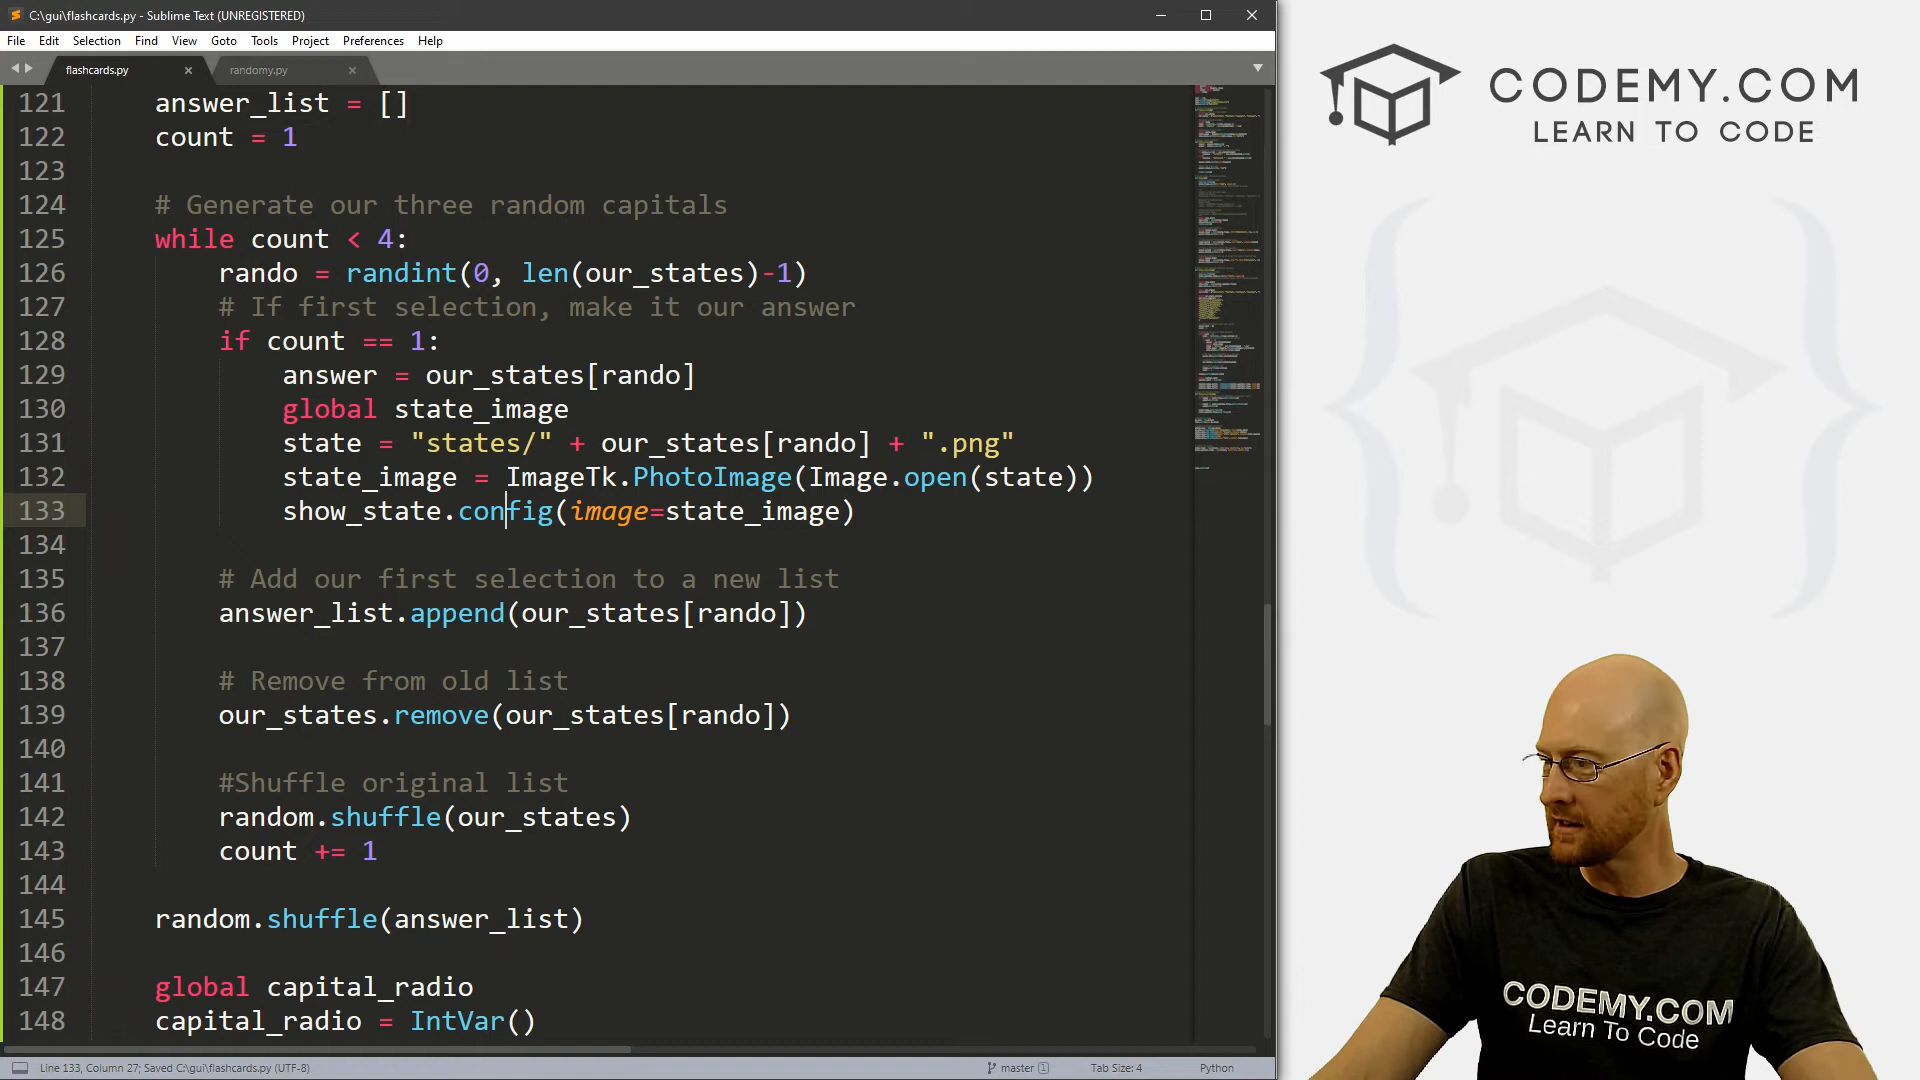 C:\gui\flashcards.py - Sublime Text (UNREGISTERED)
File Edit Selection Find View Goto Tools Project Preferences Help
flashcards.py
randomy.py
121 answer_list = []
122 count = 1
123
124 # Generate our three random capitals
125 while count < 4:
126 rando = randint(0, len(our_states)-1)
127 # If first selection, make it our answer
128 if count == 1:
129 answer = our_states[rando]
130 global state_image
131 state = "states/" + our_states[rando] + ".png"
132 state_image = ImageTk.PhotoImage(Image.open(state))
133 show_state.config(image=state_image)
134
135 # Add our first selection to a new list
136 answer_list.append(our_states[rando])
137
138 # Remove from old list
139 our_states.remove(our_states[rando])
140
141 #Shuffle original list
142 random.shuffle(our_states)
143 count += 1
144
145 random.shuffle(answer_list)
146
147 global capital_radio
148 capital_radio = IntVar()
Line 133, Column 27; Saved C:\gui\flashcards.py (UTF-8)
master 1
Tab Size: 4
Python
CODEMY.COM
LEARN TO CODE
CODEMY.COM
Learn To Code